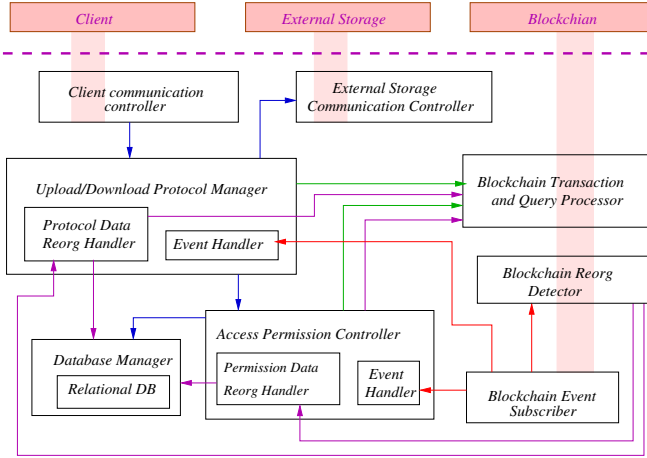 Client
External Storage
Blockchian
Client communication
controller
External Storage
Communication Controller
Upload/Download Protocol Manager
Protocol Data
Reorg Handler
Event Handler
Blockchain Transaction
and Query Processor
Blockchain Reorg
Detector
Access Permission Controller
Permission Data
Reorg Handler
Event
Handler
Database Manager
Relational DB
Blockchain Event
Subscriber